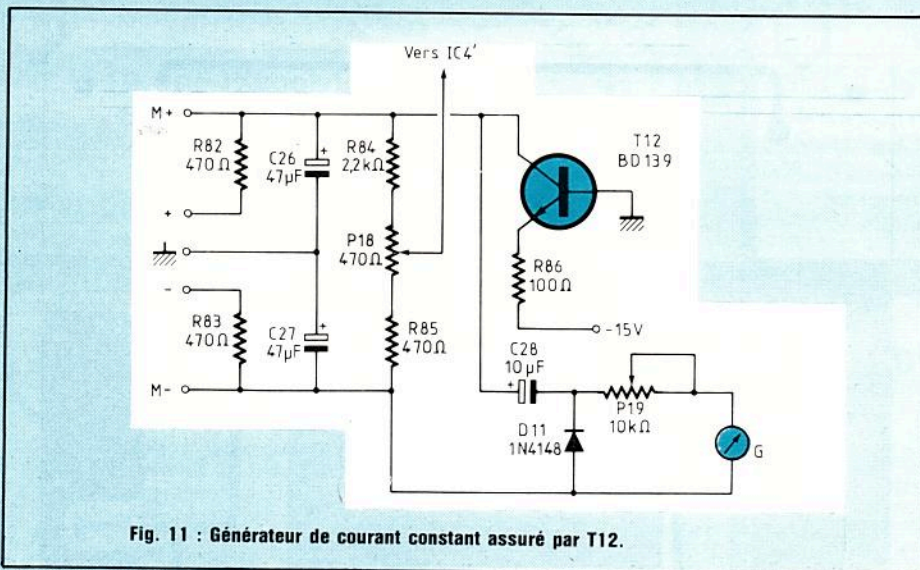 Vers IC4'
M+
R82
470Ω
C26
47µF
+
R84
2,2kΩ
T12
BD139
+
P18
470Ω
R86
100Ω
-
R83
470Ω
C27
47µF
+
R85
470Ω
-15V
C28
10µF
+
M-
P19
10kΩ
D11
1N4148
G
Fig. 11 : Générateur de courant constant assuré par T12.